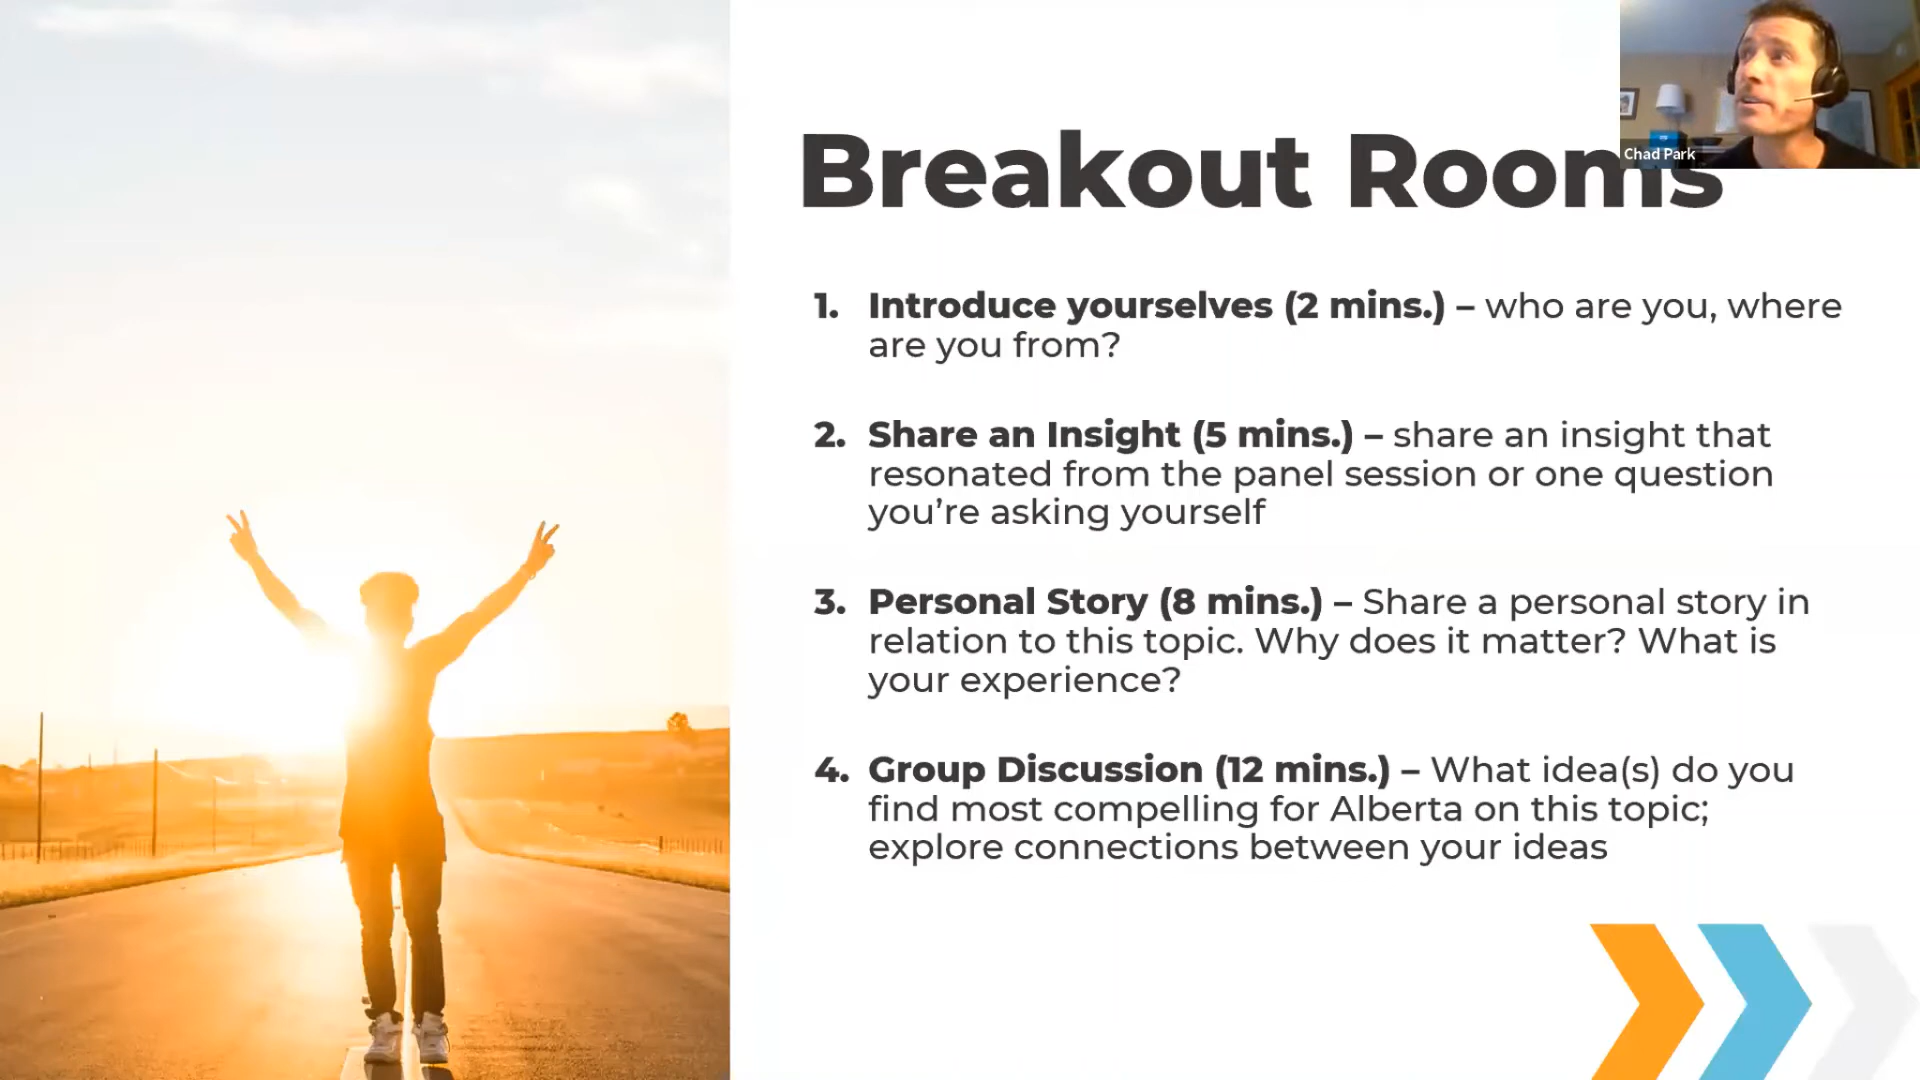 Breakout Rooms
Chad Park
1. Introduce yourselves (2 mins.) – who are you, where
are you from?
2. Share an Insight (5 mins.) – share an insight that
resonated from the panel session or one question
you’re asking yourself
3. Personal Story (8 mins.) – Share a personal story in
relation to this topic. Why does it matter? What is
your experience?
4. Group Discussion (12 mins.) – What idea(s) do you
find most compelling for Alberta on this topic;
explore connections between your ideas